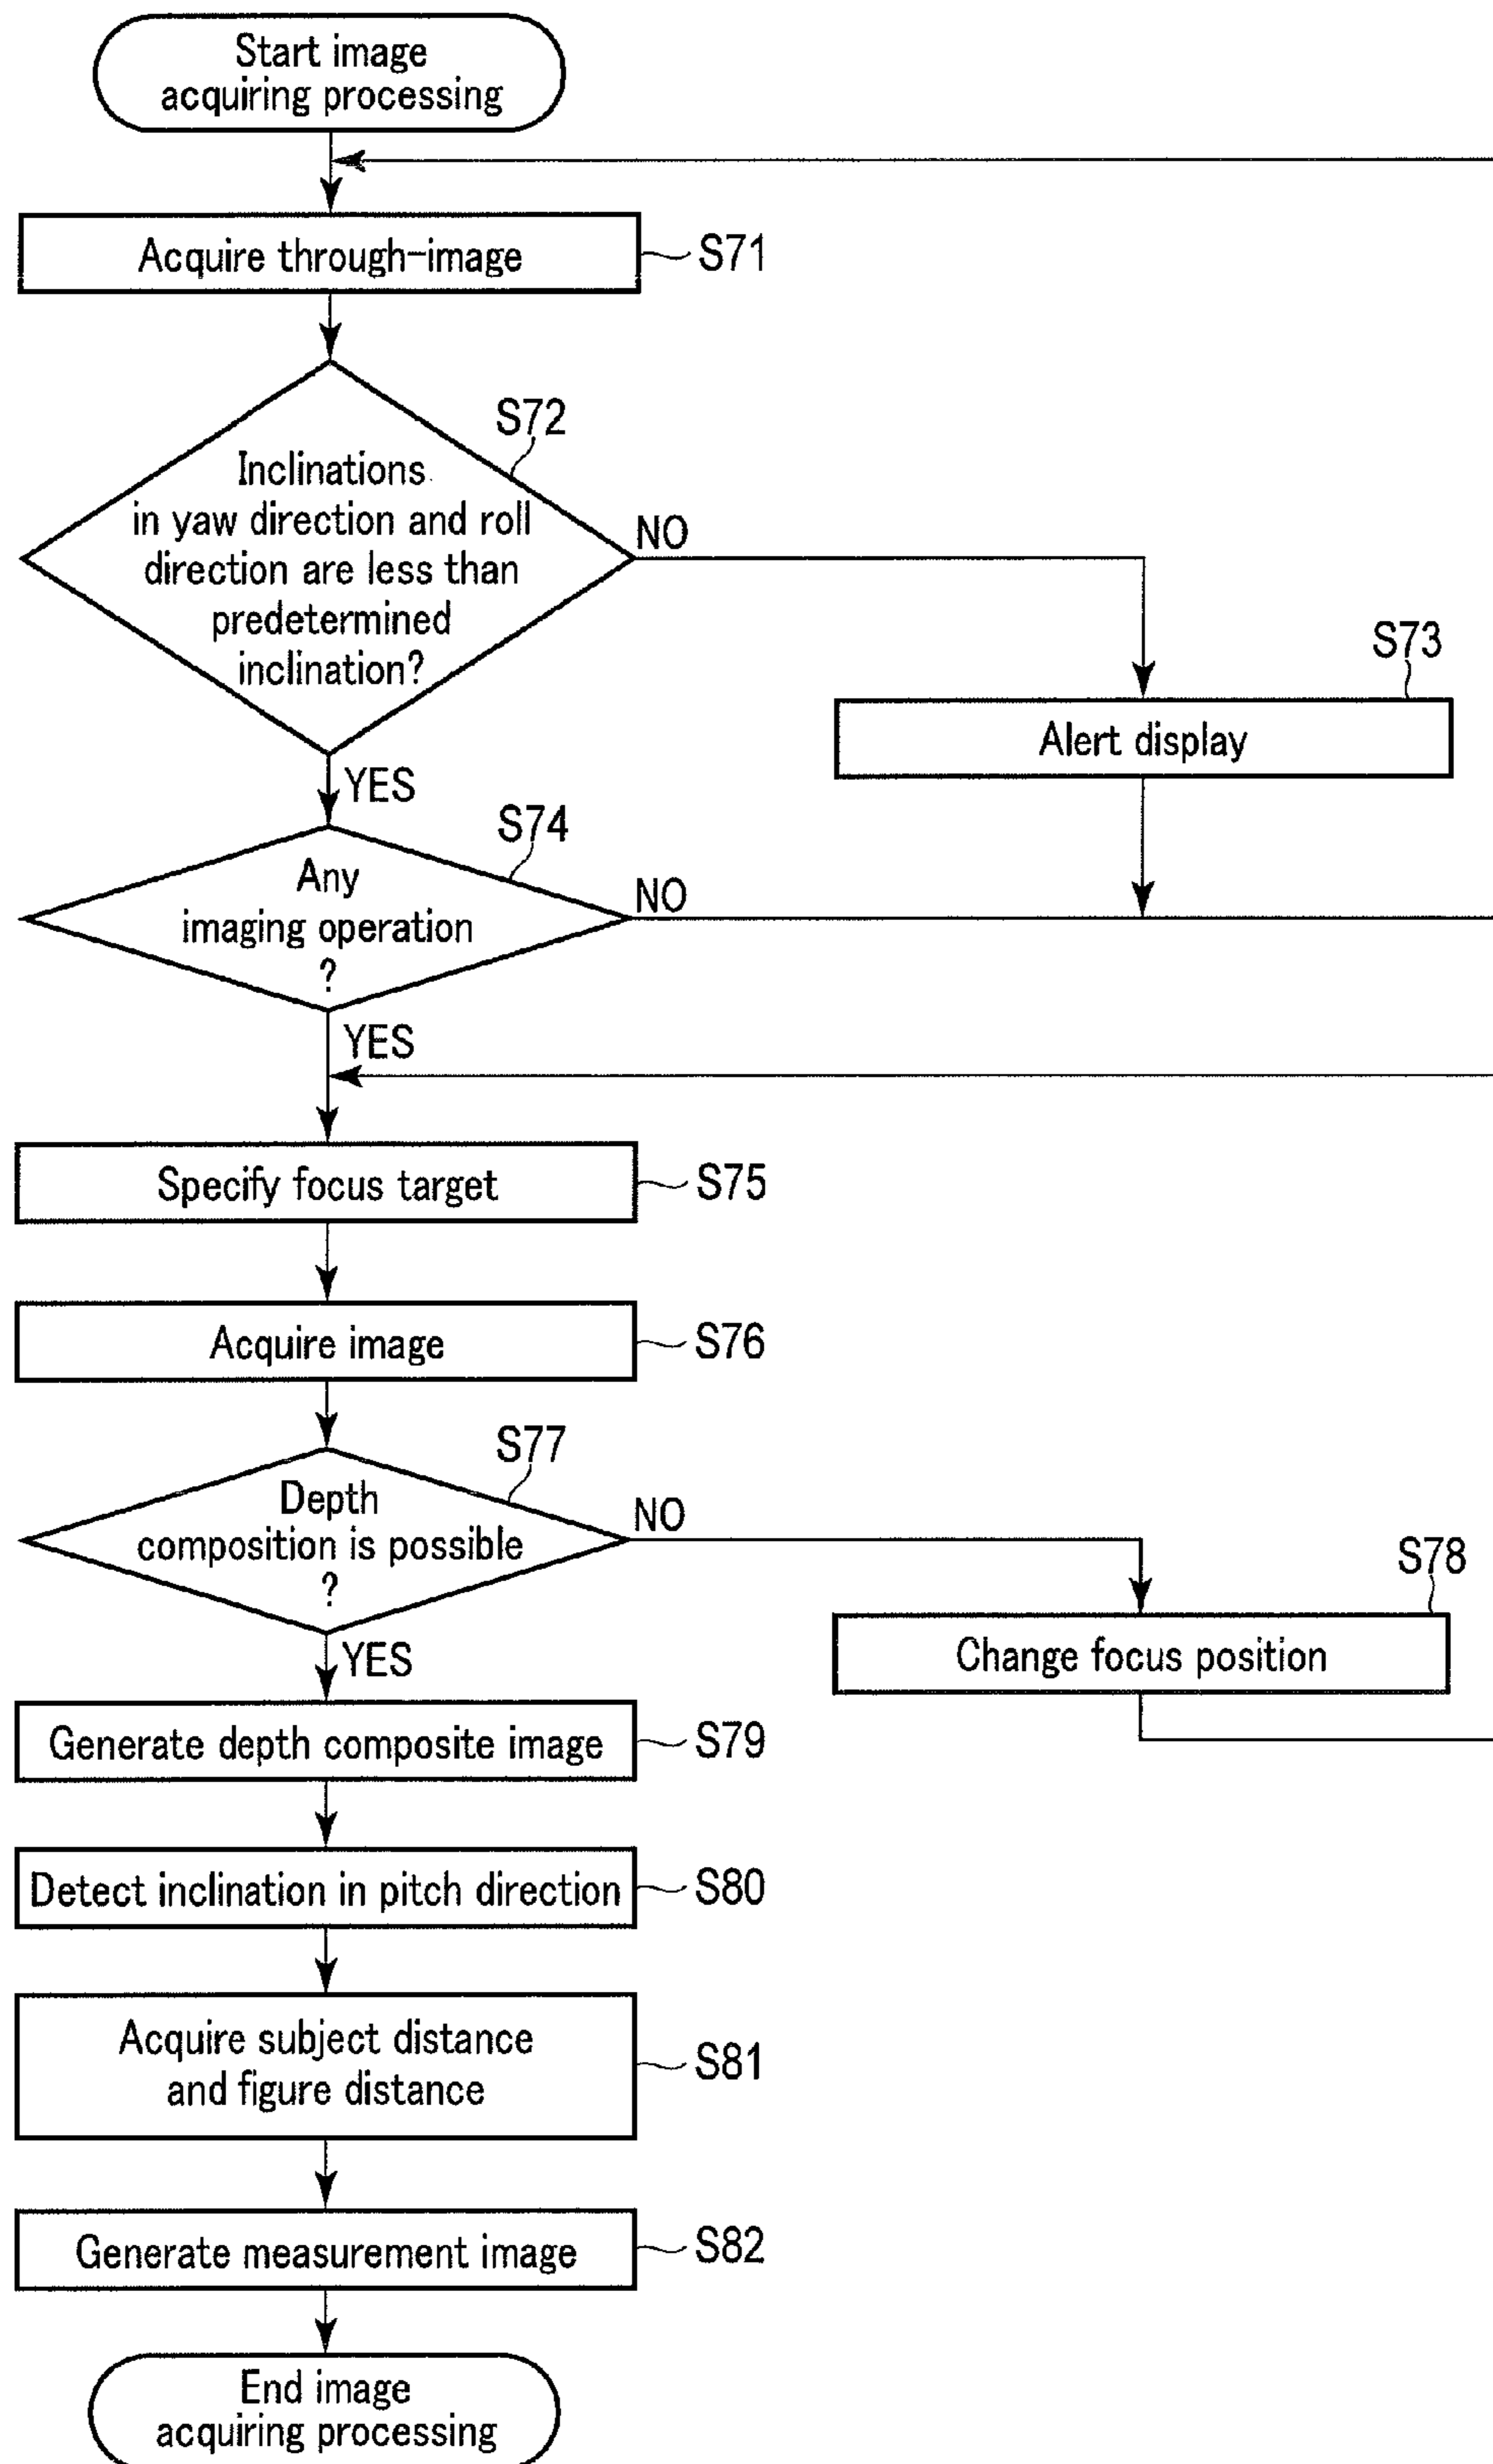 Start image
acquiring processing
Acquire through-image
S71
S72
Inclinations
in yaw direction and roll
direction are less than
predetermined
inclination?
NO
YES
S73
Alert display
S74
Any
imaging operation
?
NO
YES
Specify focus target
S75
Acquire image
S76
S77
Depth
composition is possible
?
NO
YES
S78
Change focus position
Generate depth composite image
S79
Detect inclination in pitch direction
S80
Acquire subject distance
and figure distance
S81
Generate measurement image
S82
End image
acquiring processing